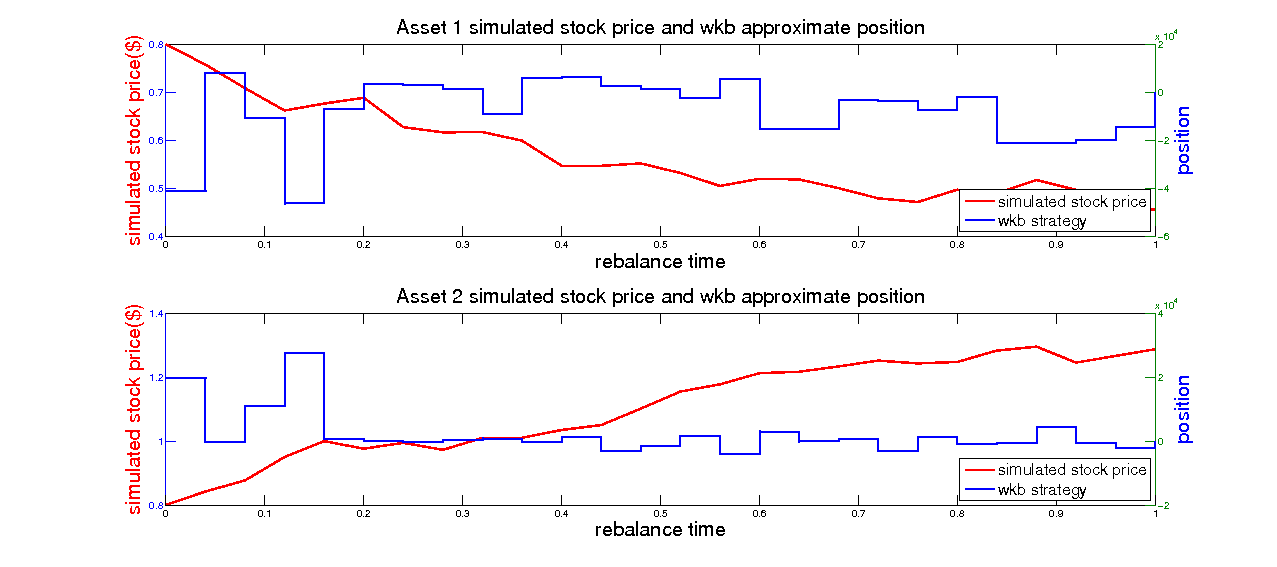 Asset 1 simulated stock price and wkb approximate position
x 10^4
0.8
0.7
0.6
0.5
0.4
simulated stock price($)
2
0
-2
-4
-6
position
simulated stock price
wkb strategy
0 0.1 0.2 0.3 0.4 0.5 0.6 0.7 0.8 0.9 1
rebalance time
Asset 2 simulated stock price and wkb approximate position
x 10^4
1.4
1.2
1
0.8
simulated stock price($)
4
2
0
-2
position
simulated stock price
wkb strategy
0 0.1 0.2 0.3 0.4 0.5 0.6 0.7 0.8 0.9 1
rebalance time